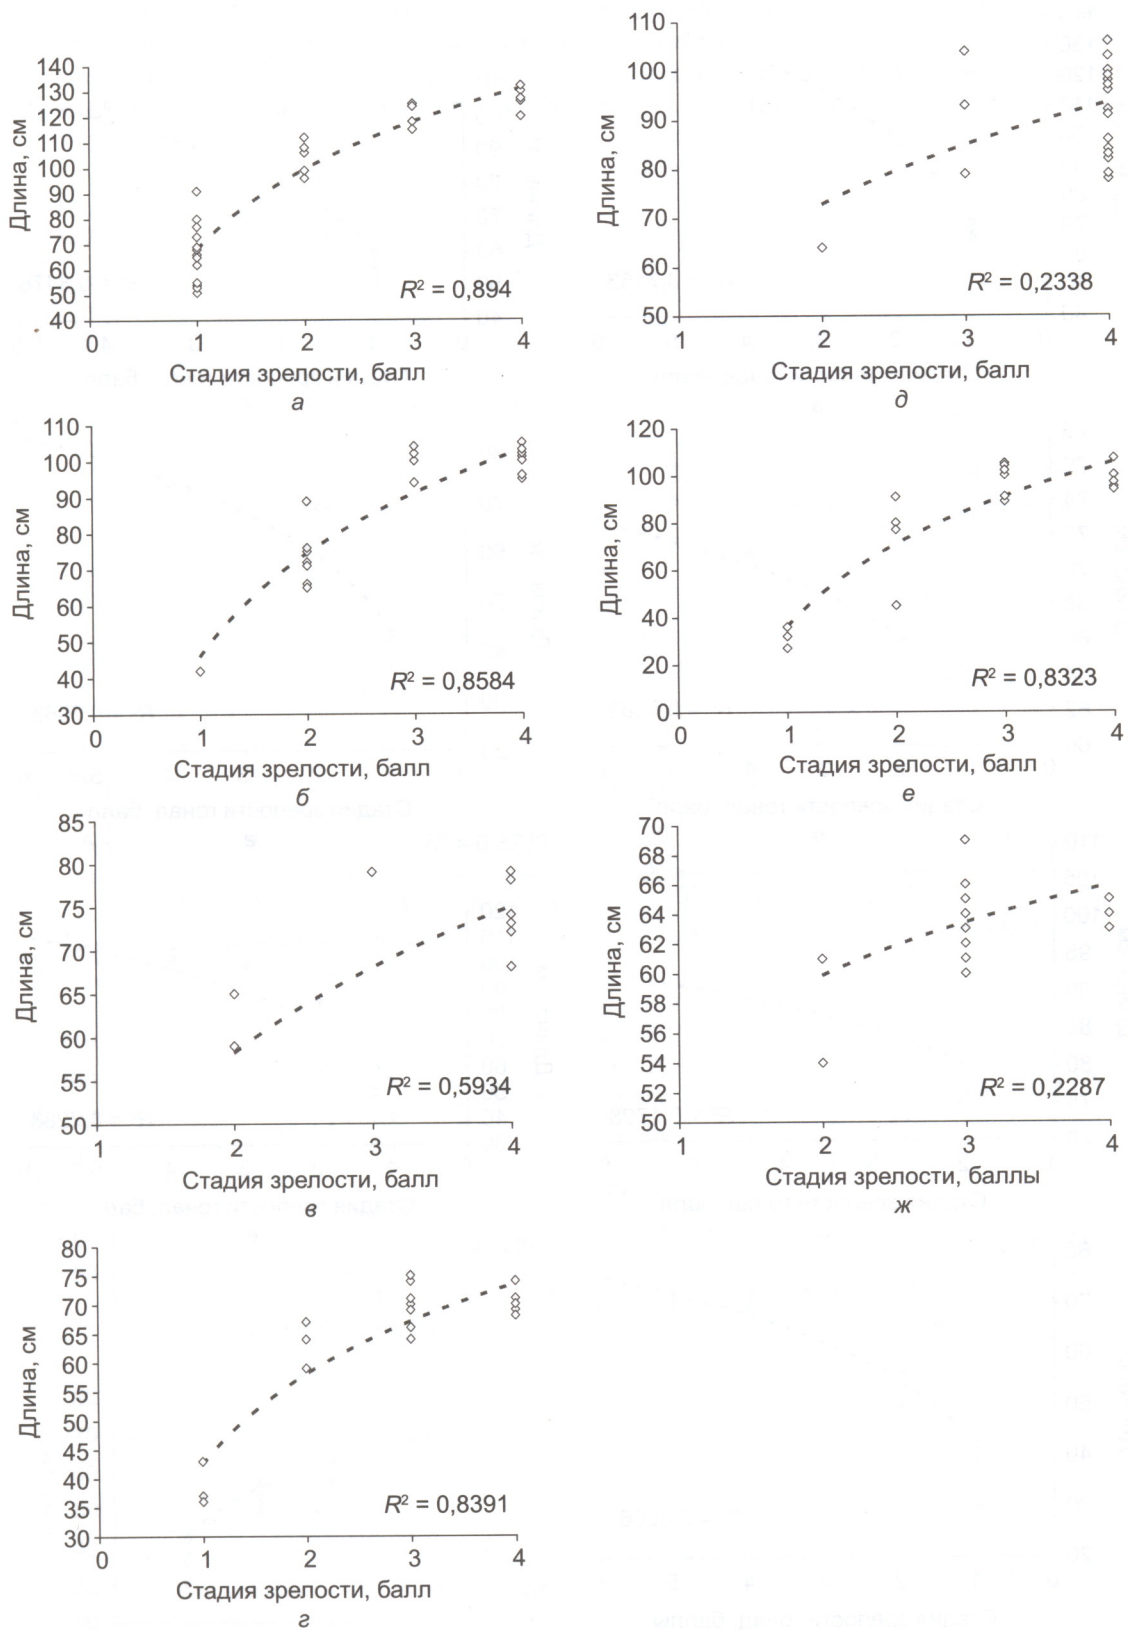 Длина, см
140
130
120
110
100
90
80
70
60
50
40
R² = 0,894
0 1 2 3 4
Стадия зрелости, балл
а
Длина, см
110
100
90
80
70
60
50
40
30
R² = 0,8584
0 1 2 3 4
Стадия зрелости, балл
б
Длина, см
85
80
75
70
65
60
55
50
R² = 0,5934
1 2 3 4
Стадия зрелости, балл
в
Длина, см
80
75
70
65
60
55
50
45
40
35
30
R² = 0,8391
0 1 2 3 4
Стадия зрелости, балл
г
Длина, см
110
100
90
80
70
60
50
R² = 0,2338
1 2 3 4
Стадия зрелости, балл
д
Длина, см
120
100
80
60
40
20
0
R² = 0,8323
0 1 2 3 4
Стадия зрелости, балл
е
Длина, см
70
68
66
64
62
60
58
56
54
52
50
R² = 0,2287
1 2 3 4
Стадия зрелости, баллы
ж